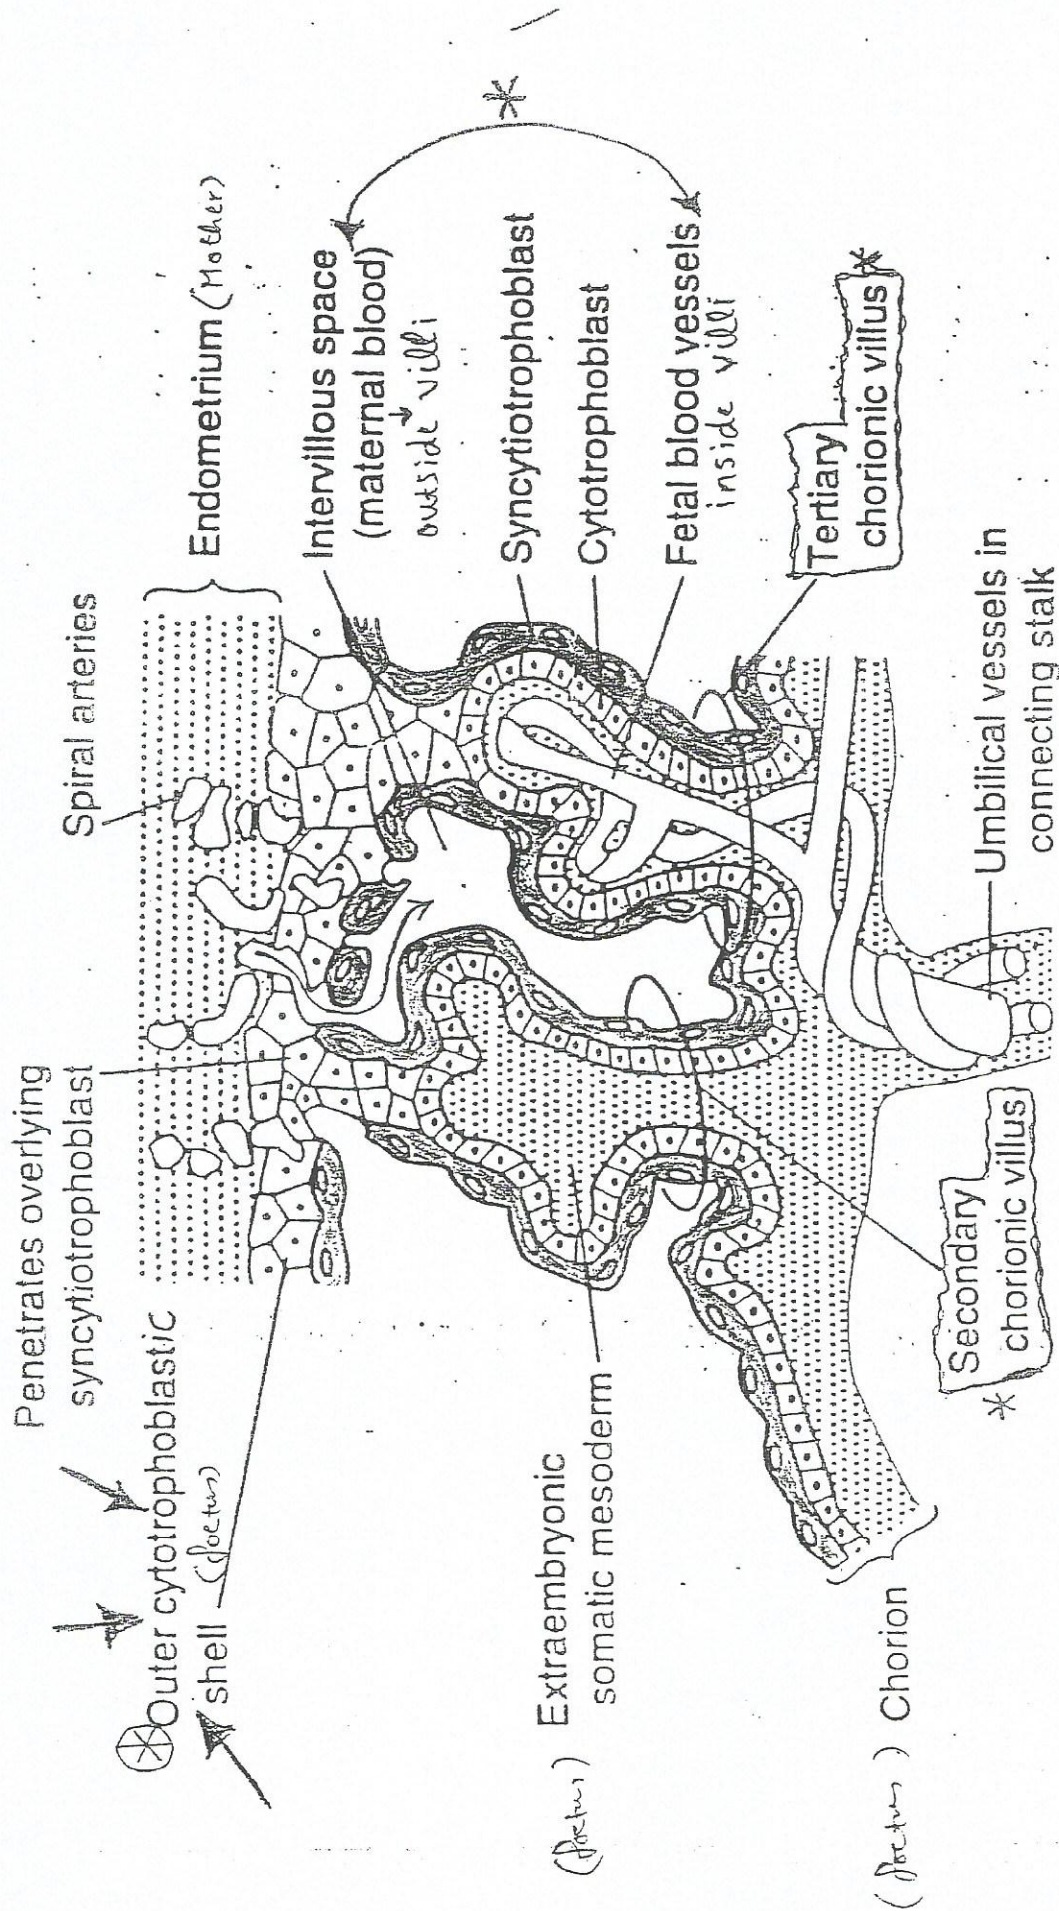 Penetrates overlying
syncytiotrophoblast
Spiral arteries
Outer cytotrophoblastic
shell (foetus)
Endometrium (Mother)
Intervillous space
(maternal blood)
outside villi
Syncytiotrophoblast
Cytotrophoblast
Fetal blood vessels
inside villi
Tertiary
chorionic villus
(foetus) Extraembryonic
somatic mesoderm
(foetus) Chorion
Secondary
chorionic villus
Umbilical vessels in
connecting stalk